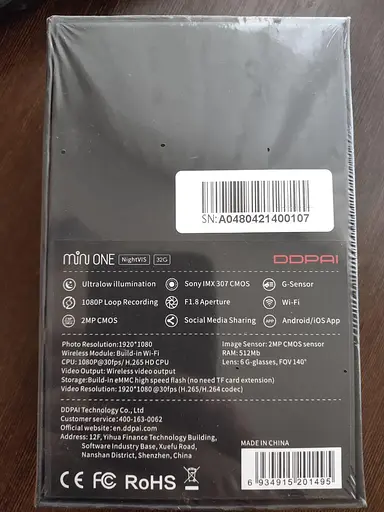 SN:A0480421400107
mini ONE NightVIS 32G DDPAI
Ultralow illumination Sony IMX 307 CMOS G-Sensor
1080P Loop Recording F1.8 Aperture Wi-Fi
2MP CMOS Social Media Sharing APP Android/iOS App
Photo Resolution:1920*1080 Image Sensor: 2MP CMOS sensor
Wireless Module: Build-in Wi-Fi RAM: 512Mb
CPU: 1080P@30fps/ H.265 HD CPU Lens: 6 G-glasses, FOV 140°
Video Output: Wireless video output
Storage:Build-in eMMC high speed flash (no need TF card extension)
Video Resolution: 1920*1080 @30fps (H.265/H.264 codec)
DDPAI Technology Co., Ltd
Customer service:400-163-0062
Official website:en.ddpai.com
Address: 12F, Yihua Finance Technology Building,
Software Industry Base, Xuefu Road,
Nanshan District, Shenzhen, China
MADE IN CHINA
CE FC RoHS
6 934915 201495